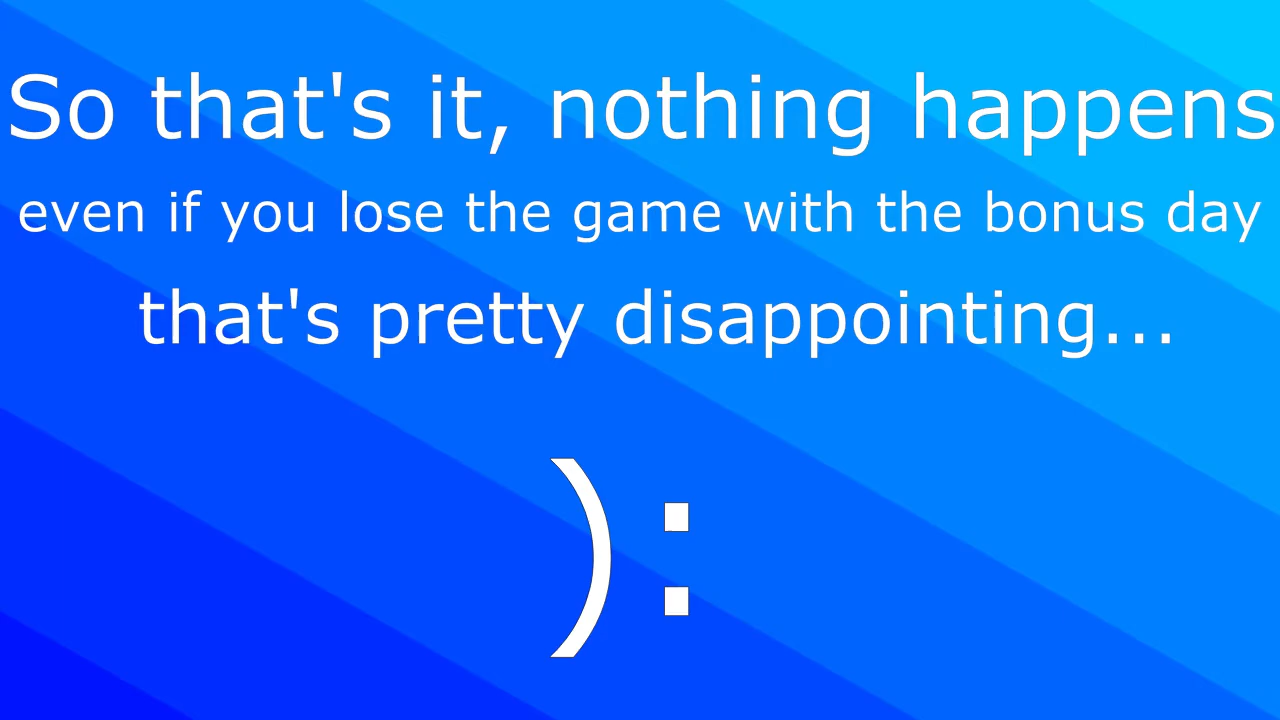 So that's it, nothing happens
even if you lose the game with the bonus day
that's pretty disappointing...
):